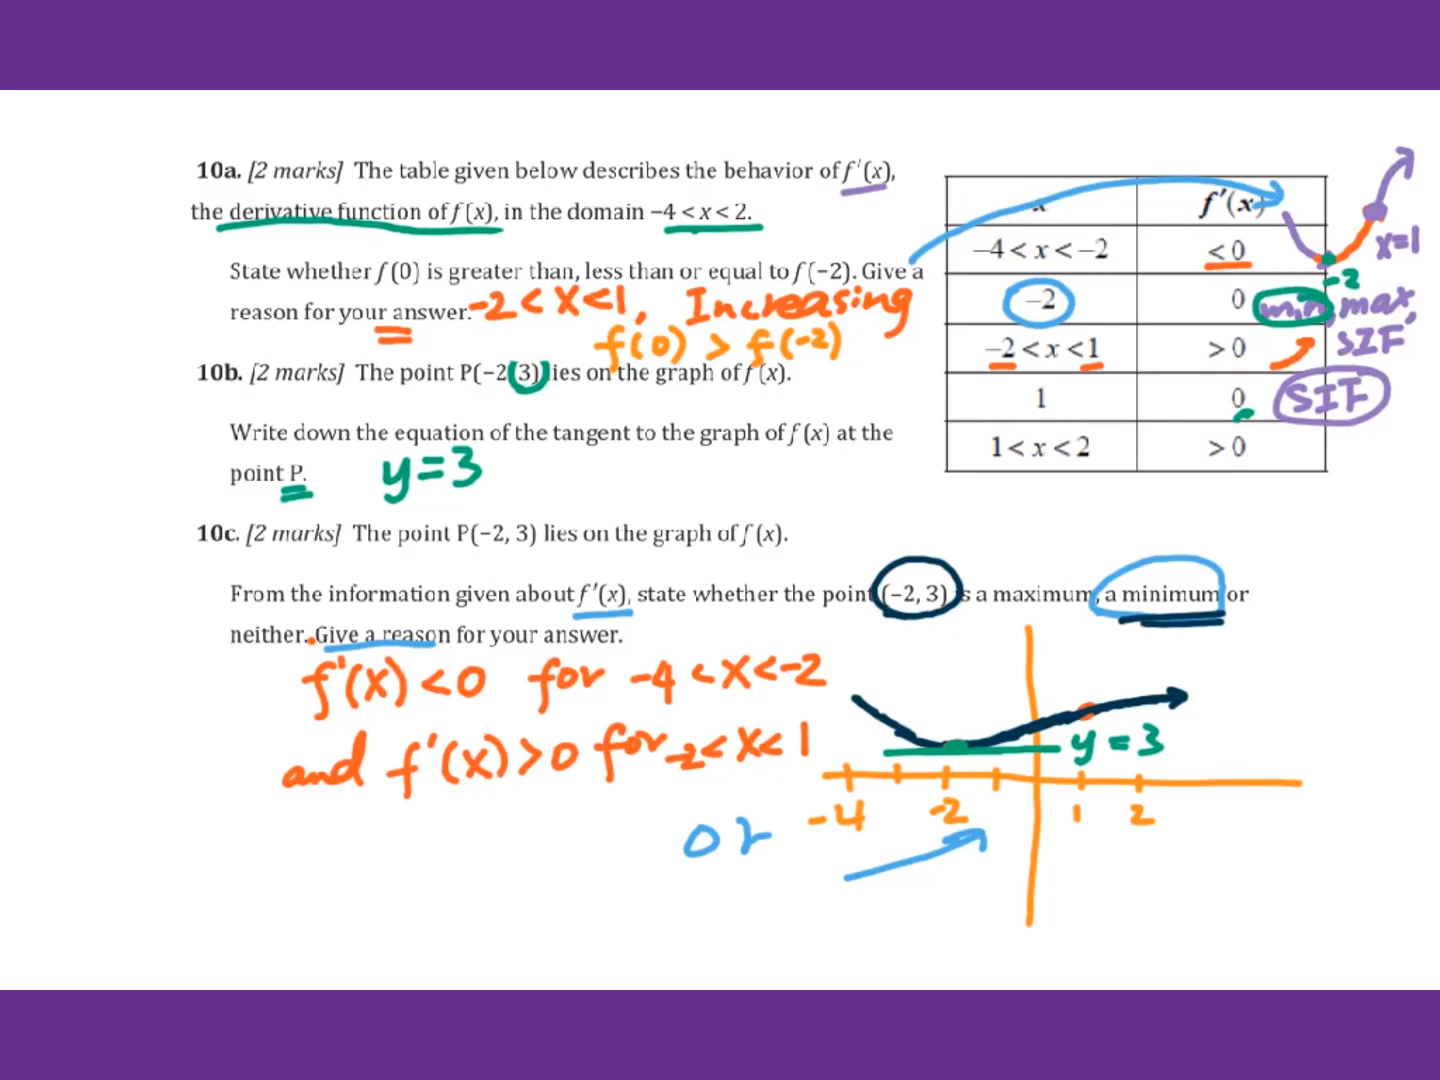 10a. [2 marks] The table given below describes the behavior of f'(x),
the derivative function of f(x), in the domain −4 < x < 2.
State whether f(0) is greater than, less than or equal to f(−2). Give a
reason for your answer. -2 < x < 1, Increasing
f(0) > f(-2)
10b. [2 marks] The point P(−2, 3) lies on the graph of f(x).
Write down the equation of the tangent to the graph of f(x) at the
point P. y = 3
x f'(x)
−4 < x < −2 < 0
−2 0
−2 < x < 1 > 0
1 0
1 < x < 2 > 0
x=1
-2
min, max,
SIF
SIF
10c. [2 marks] The point P(−2, 3) lies on the graph of f(x).
From the information given about f'(x), state whether the point (−2, 3) is a maximum, a minimum or
neither. Give a reason for your answer.
f'(x) < 0 for -4 < x < -2
and f'(x) > 0 for -2 < x < 1
or
y = 3
-4 -2 1 2